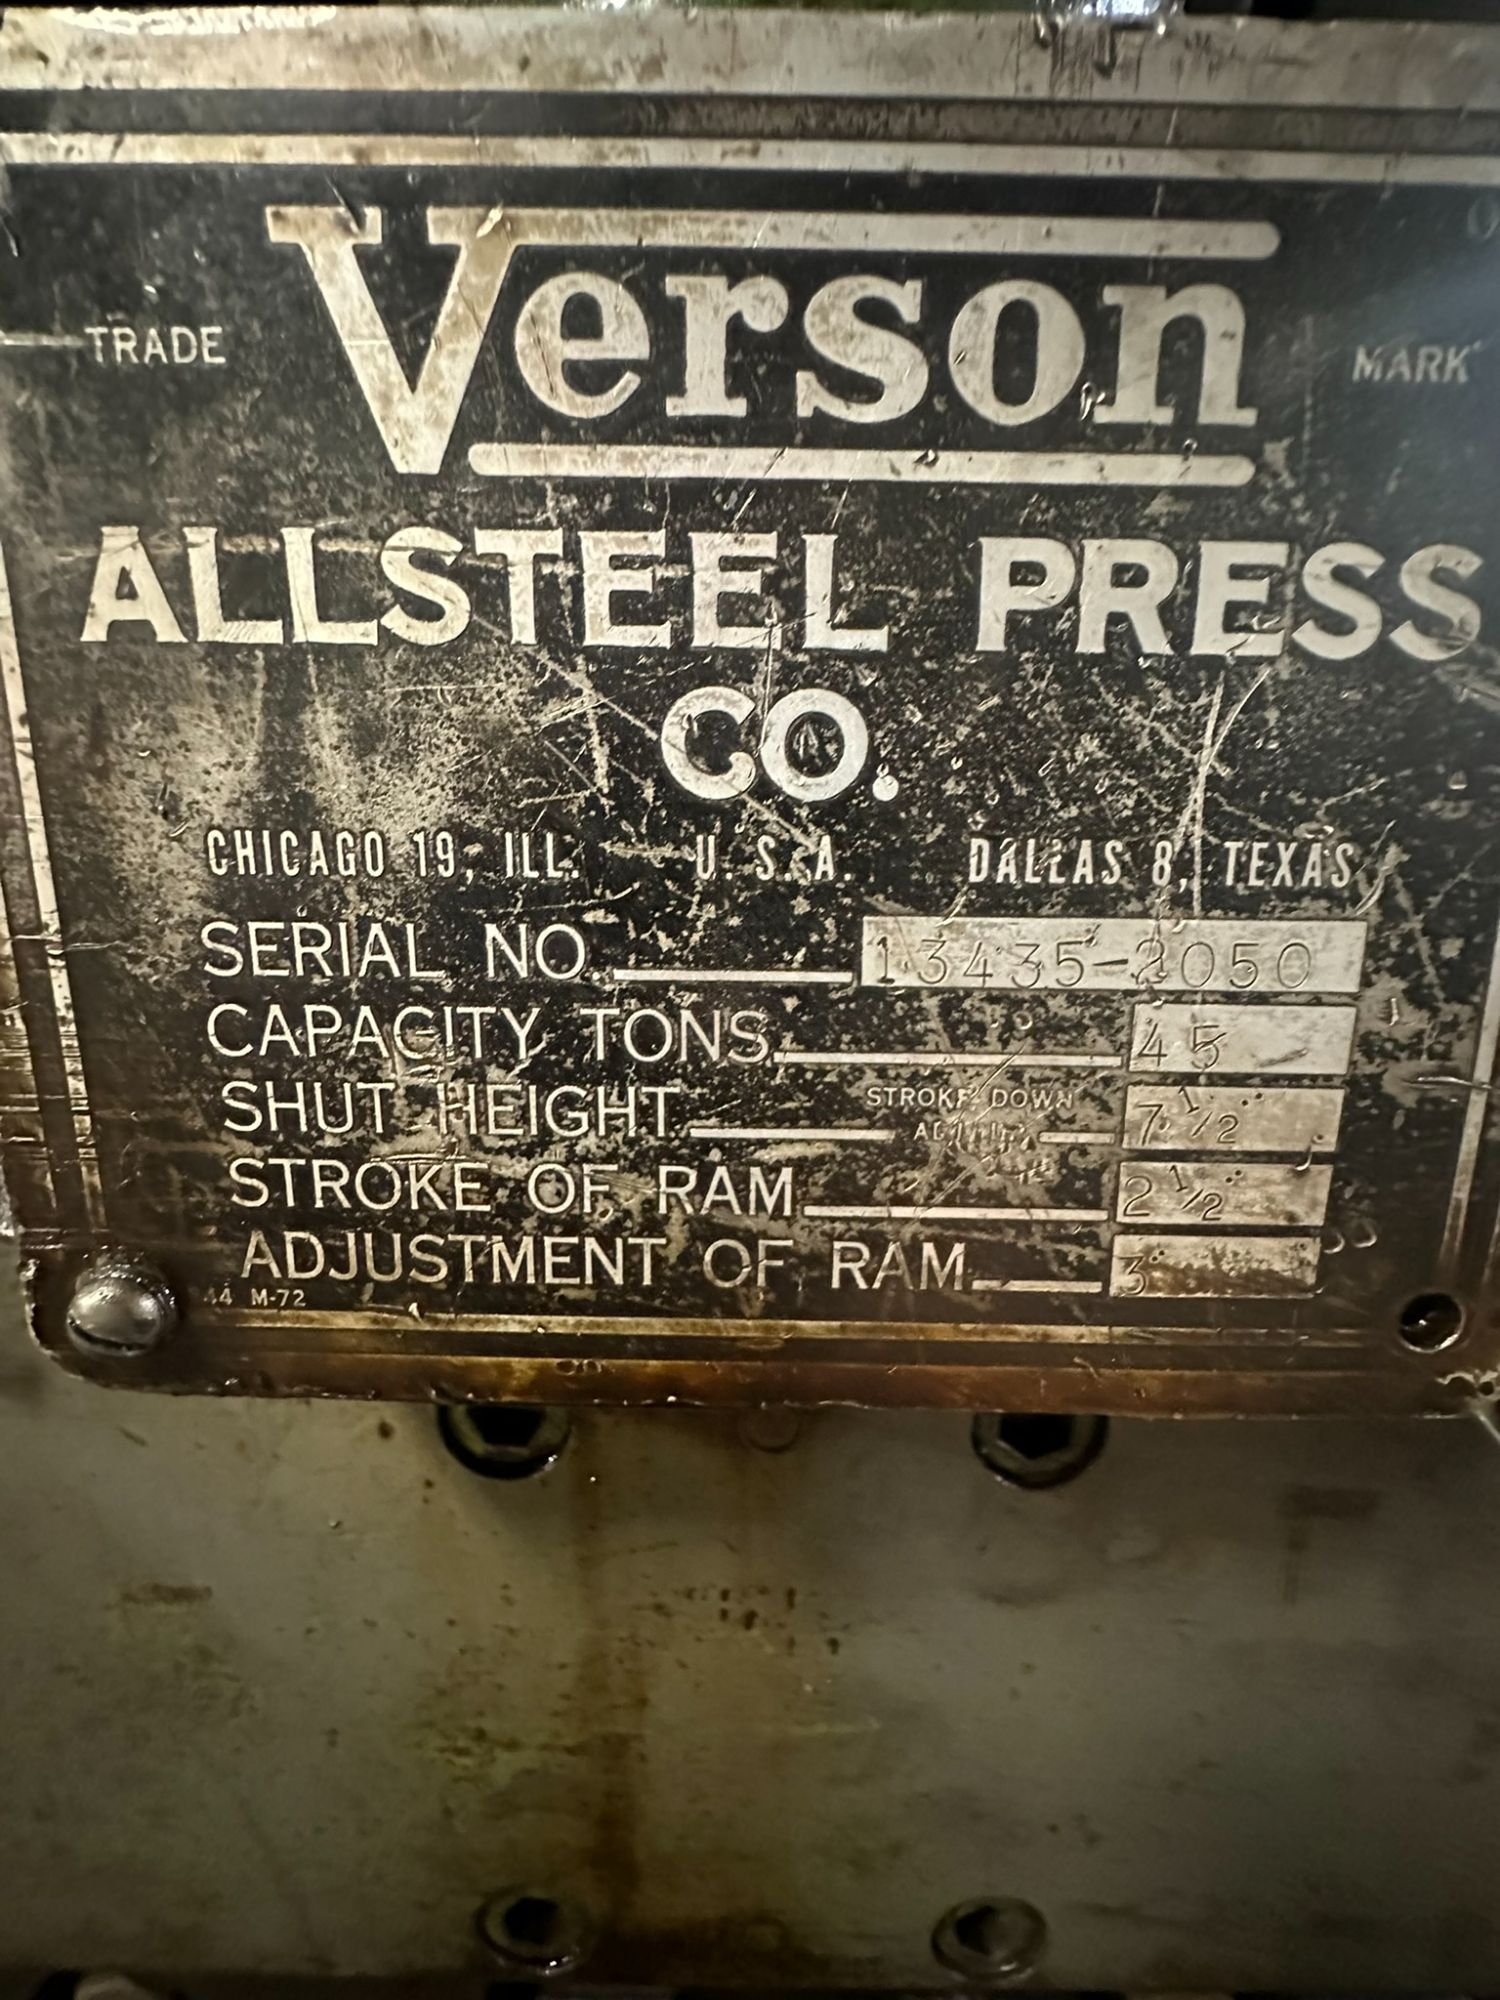 TRADE Verson MARK
ALLSTEEL PRESS
CO.
CHICAGO 19, ILL. U. S. A. DALLAS 8, TEXAS
SERIAL NO. 13435-2050
CAPACITY TONS 45
SHUT HEIGHT STROKE DOWN 7 1/2"
STROKE OF RAM 2 1/2"
ADJUSTMENT OF RAM 3"
44 M-72